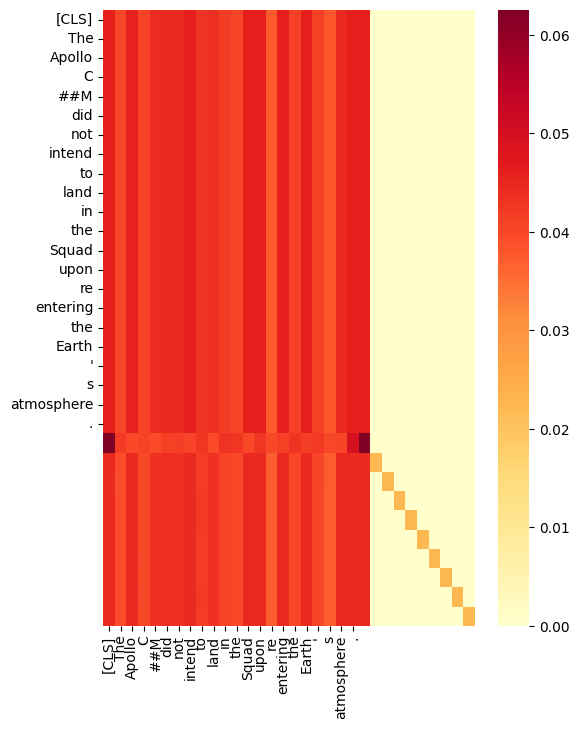 [CLS]
The
Apollo
C
##M
did
not
intend
to
land
in
the
Squad
upon
re
entering
the
Earth
'
s
atmosphere
.
0.06
0.05
0.04
0.03
0.02
0.01
0.00
[CLS]
The
Apollo
C
##M
did
not
intend
to
land
in
the
Squad
upon
re
entering
the
Earth
'
s
atmosphere
.